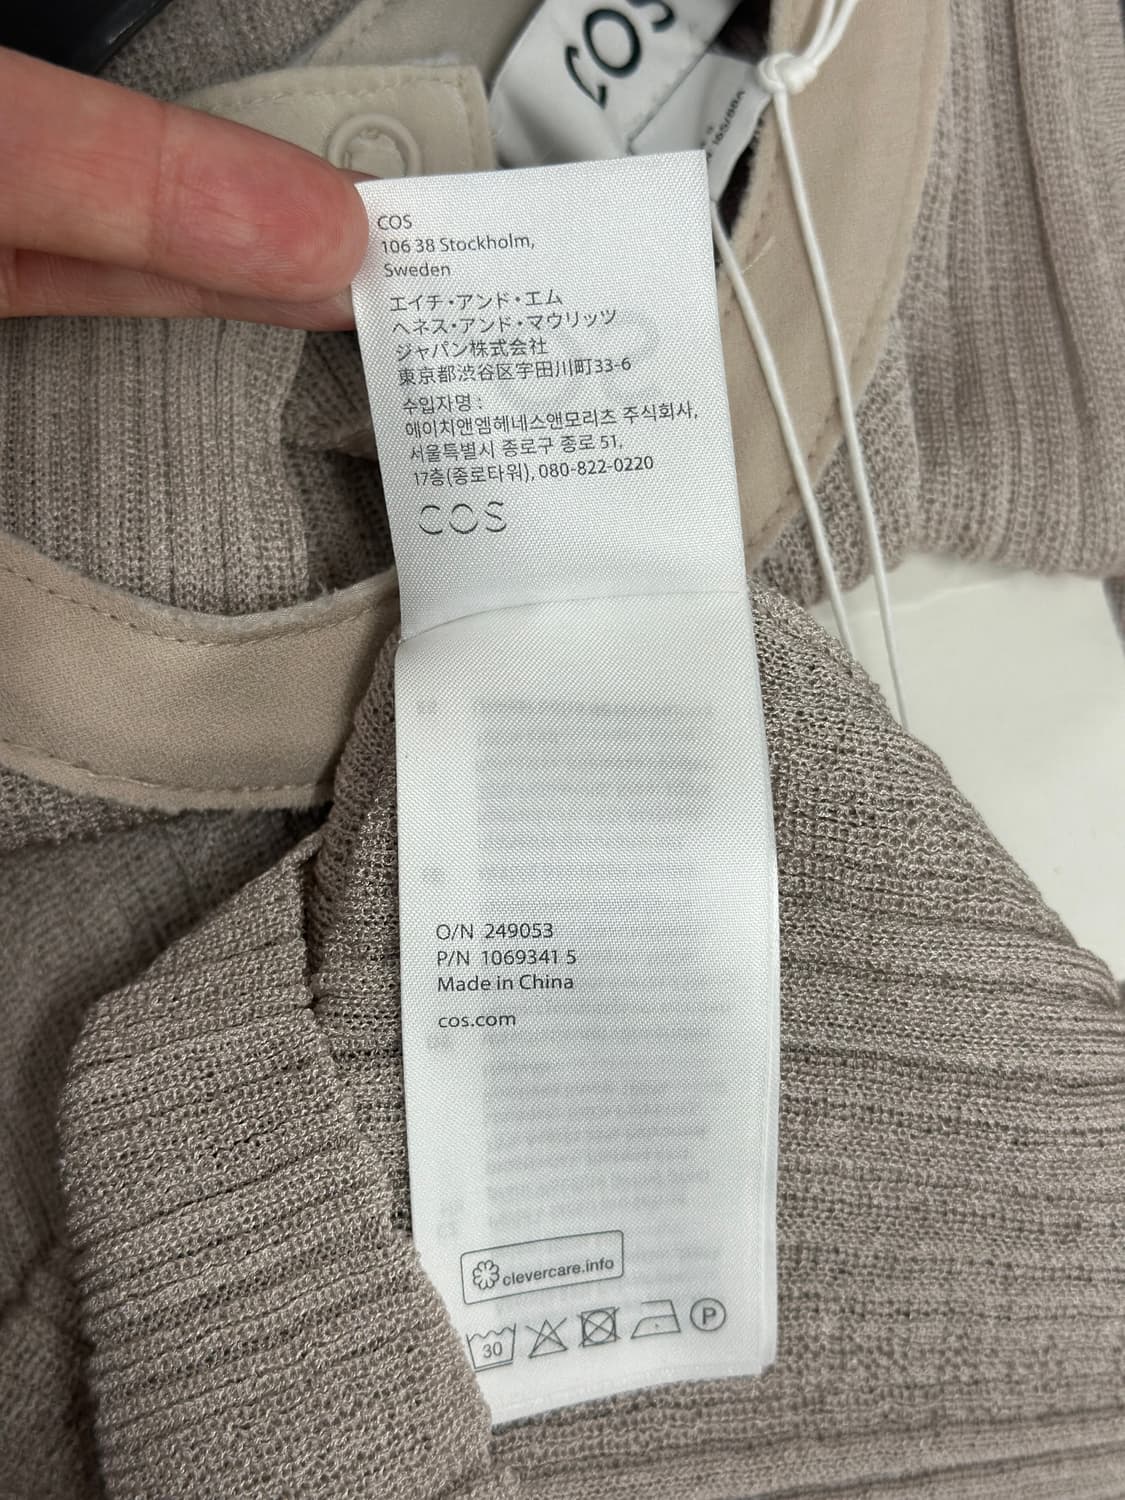 COS
COS
106 38 Stockholm,
Sweden
エイチ・アンド・エム
ヘネス・アンド・マウリッツ
ジャパン株式会社
東京都渋谷区宇田川町33-6
수입자명 :
에이치앤엠헤네스앤모리츠 주식회사,
서울특별시 종로구 종로 51,
17층(종로타워), 080-822-0220
COS
O/N 249053
P/N 1069341 5
Made in China
cos.com
clevercare.info
30
P